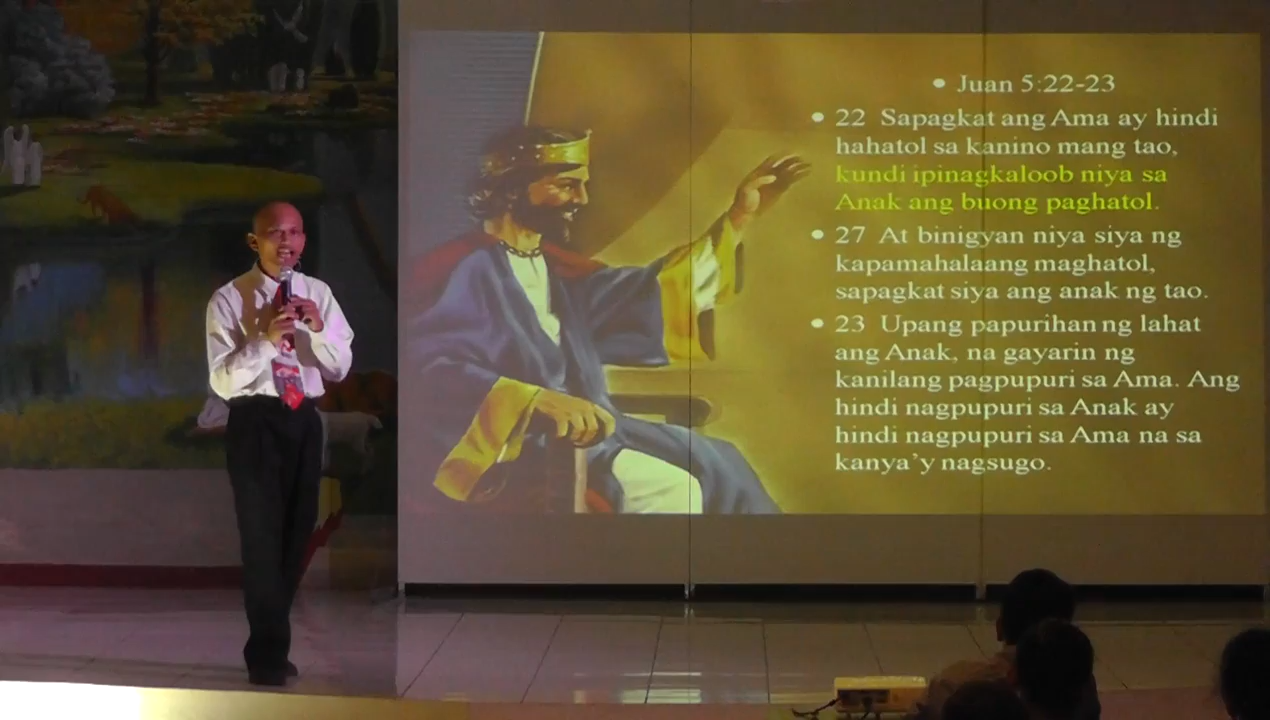 • Juan 5:22-23
• 22 Sapagkat ang Ama ay hindi
hahatol sa kanino mang tao,
kundi ipinagkaloob niya sa
Anak ang buong paghatol.
• 27 At binigyan niya siya ng
kapamahalaang maghatol,
sapagkat siya ang anak ng tao.
• 23 Upang papurihan ng lahat
ang Anak, na gayarin ng
kanilang pagpupuri sa Ama. Ang
hindi nagpupuri sa Anak ay
hindi nagpupuri sa Ama na sa
kanya’y nagsugo.